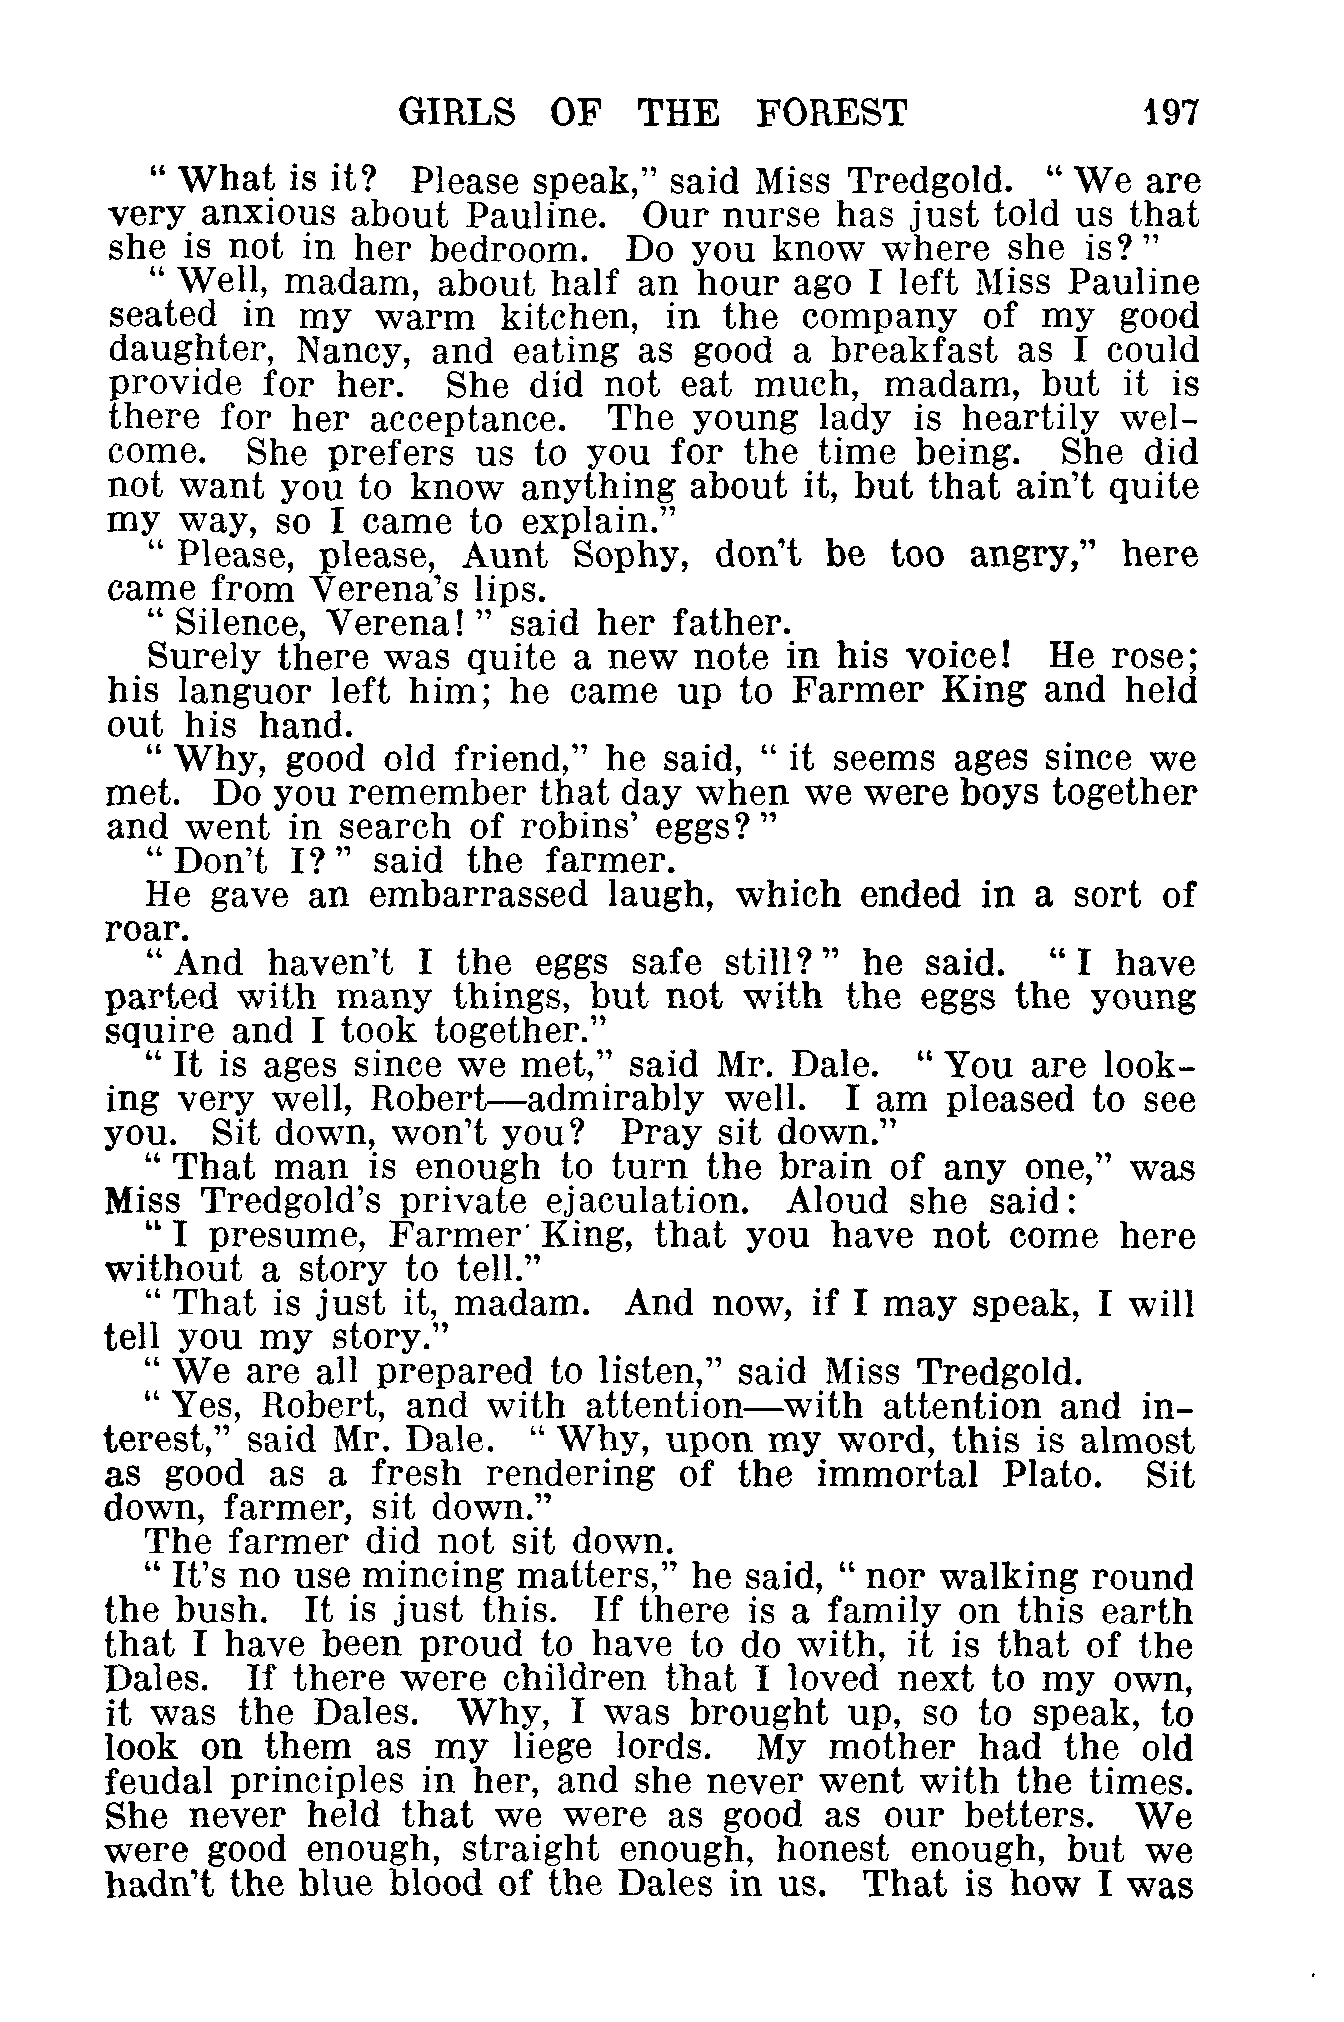 GIRLS OF THE FOREST 197
“ What is it? Please speak,” said Miss Tredgold. “ We are
very anxious about Pauline. Our nurse has just told us that
she is not in her bedroom. Do you know where she is? ”
“ Well, madam, about half an hour ago I left Miss Pauline
seated in my warm kitchen, in the company of my good
daughter, Nancy, and eating as good a breakfast as I could
provide for her. She did not eat much, madam, but it is
there for her acceptance. The young lady is heartily wel-
come. She prefers us to you for the time being. She did
not want you to know anything about it, but that ain’t quite
my way, so I came to explain.”
“ Please, please, Aunt Sophy, don’t be too angry,” here
came from Verena’s lips.
“ Silence, Verena! ” said her father.
Surely there was quite a new note in his voice! He rose;
his languor left him; he came up to Farmer King and held
out his hand.
“ Why, good old friend,” he said, “ it seems ages since we
met. Do you remember that day when we were boys together
and went in search of robins’ eggs? ”
“ Don’t I? ” said the farmer.
He gave an embarrassed laugh, which ended in a sort of
roar.
“ And haven’t I the eggs safe still? ” he said. “ I have
parted with many things, but not with the eggs the young
squire and I took together.”
“ It is ages since we met,” said Mr. Dale. “ You are look-
ing very well, Robert—admirably well. I am pleased to see
you. Sit down, won’t you? Pray sit down.”
“ That man is enough to turn the brain of any one,” was
Miss Tredgold’s private ejaculation. Aloud she said:
“ I presume, Farmer King, that you have not come here
without a story to tell.”
“ That is just it, madam. And now, if I may speak, I will
tell you my story.”
“ We are all prepared to listen,” said Miss Tredgold.
“ Yes, Robert, and with attention—with attention and in-
terest,” said Mr. Dale. “ Why, upon my word, this is almost
as good as a fresh rendering of the immortal Plato. Sit
down, farmer, sit down.”
The farmer did not sit down.
“ It’s no use mincing matters,” he said, “ nor walking round
the bush. It is just this. If there is a family on this earth
that I have been proud to have to do with, it is that of the
Dales. If there were children that I loved next to my own,
it was the Dales. Why, I was brought up, so to speak, to
look on them as my liege lords. My mother had the old
feudal principles in her, and she never went with the times.
She never held that we were as good as our betters. We
were good enough, straight enough, honest enough, but we
hadn’t the blue blood of the Dales in us. That is how I was